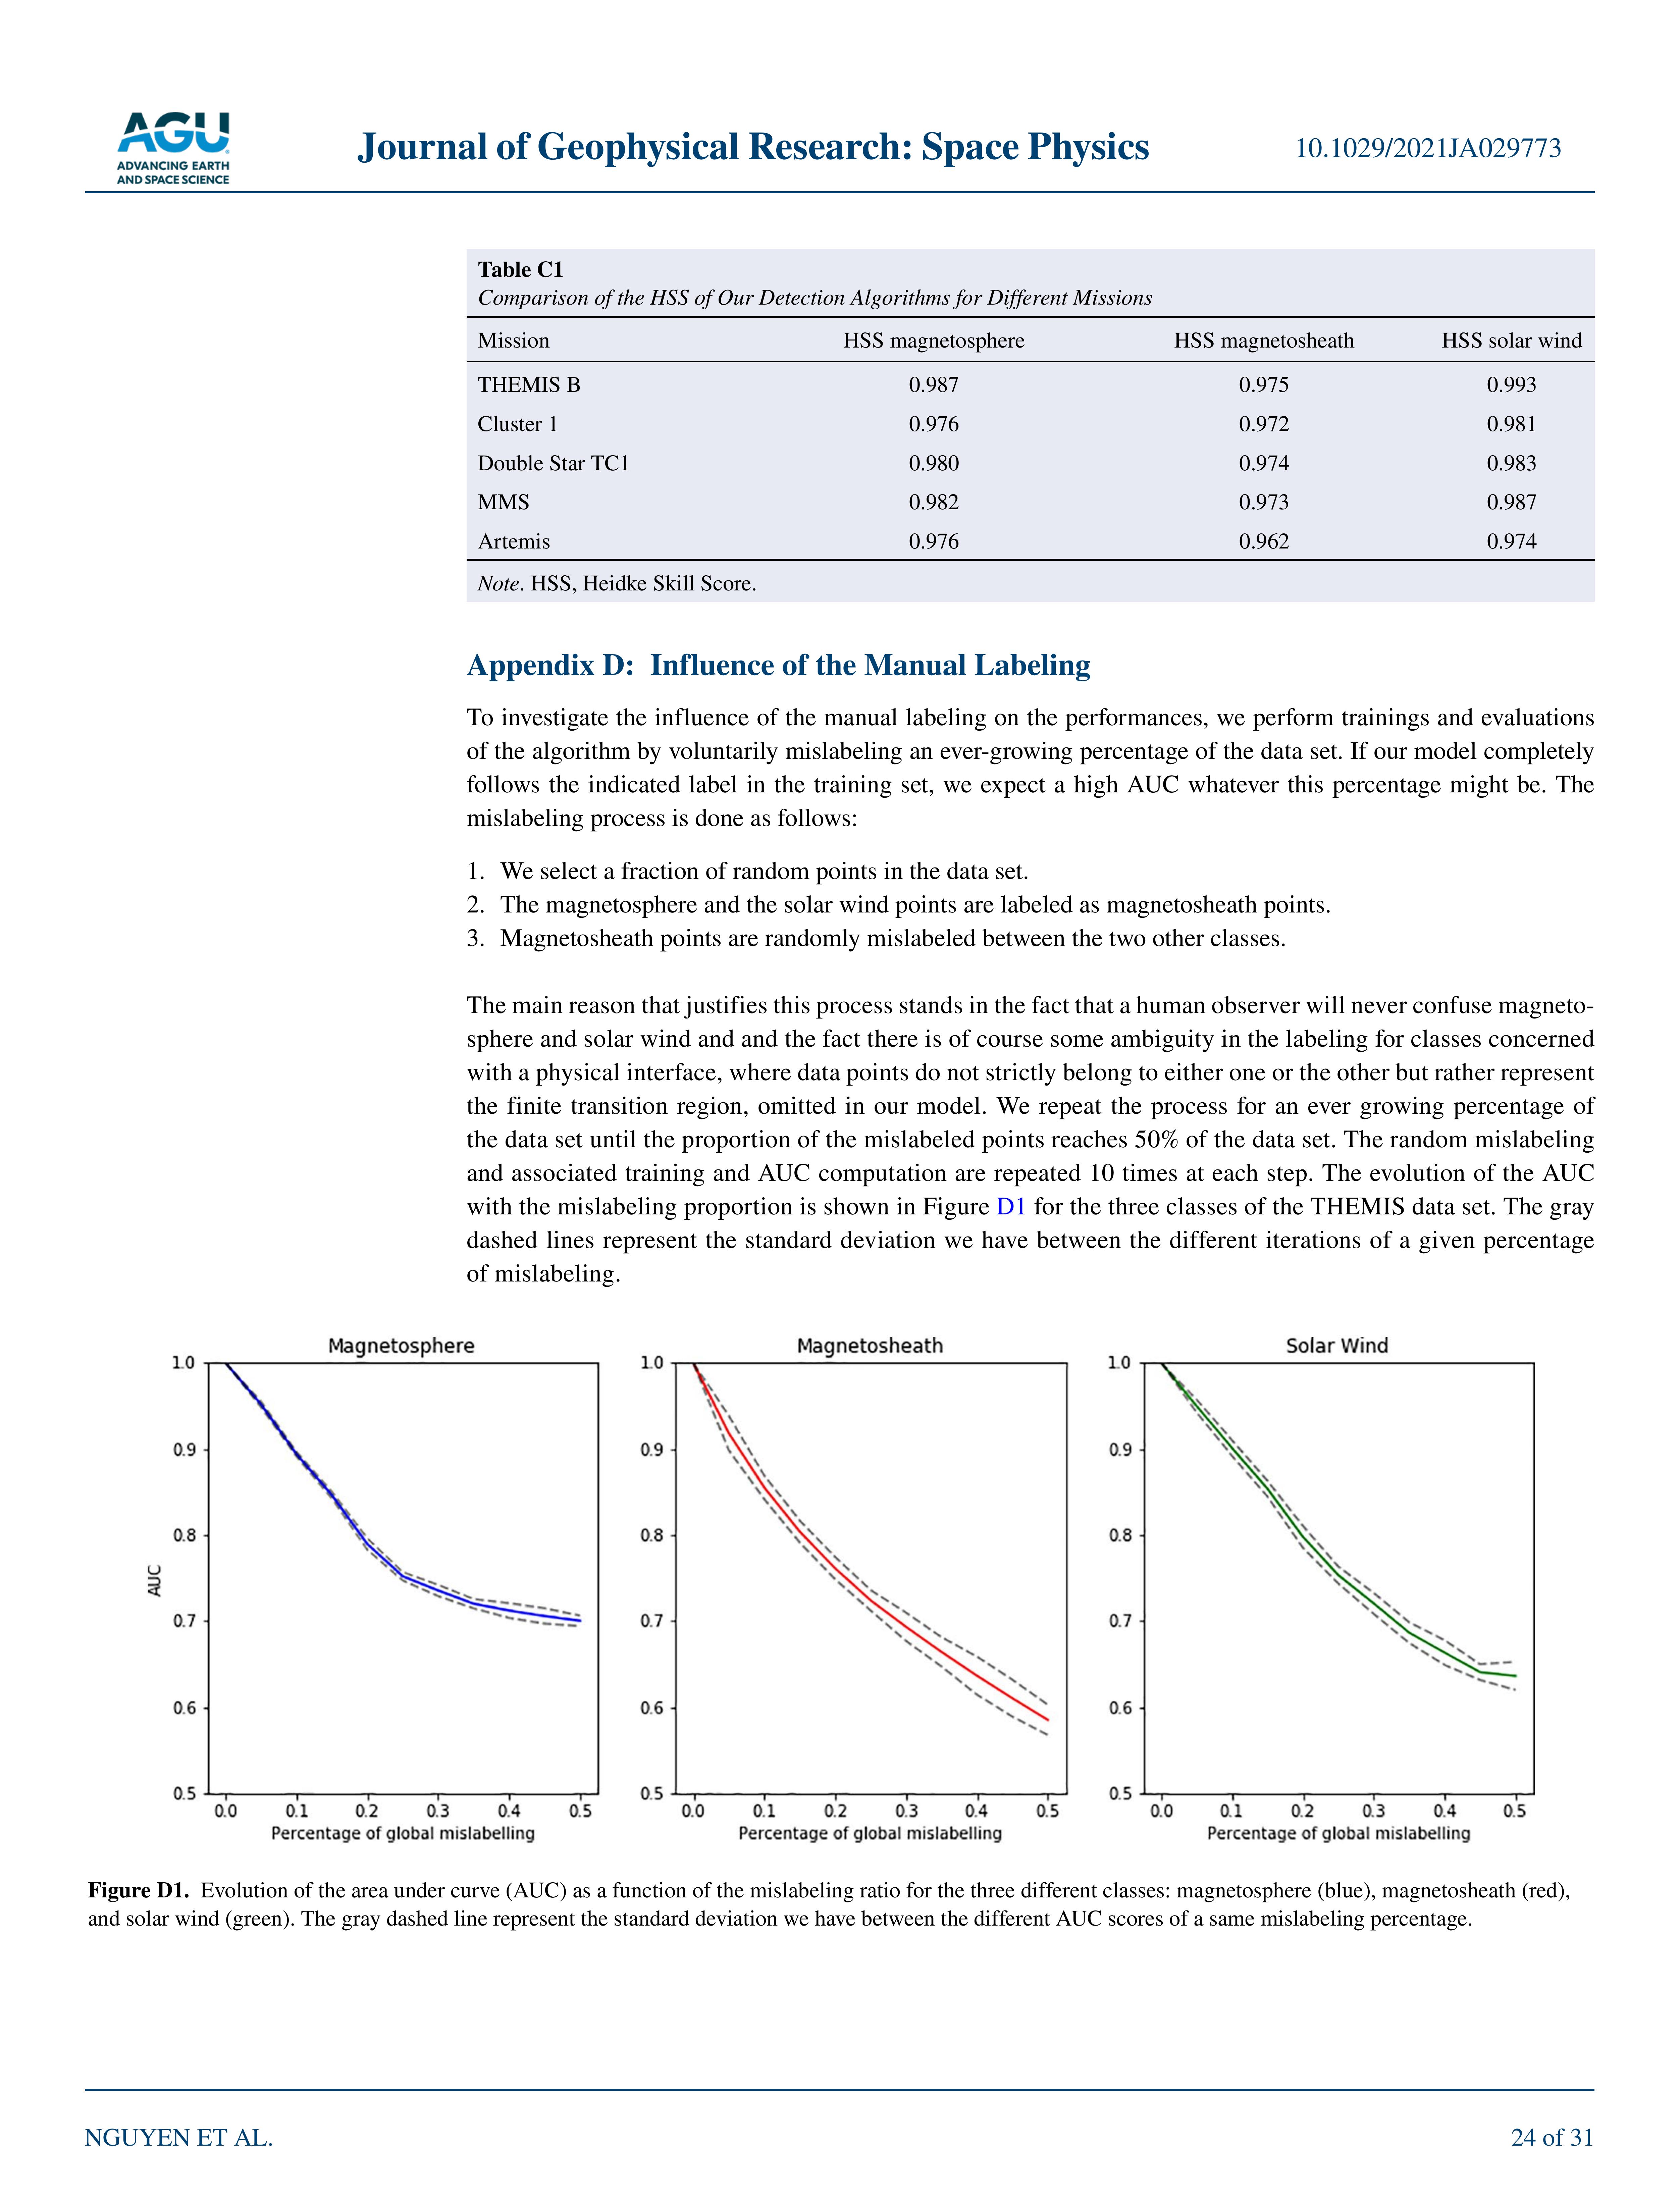 AGU
ADVANCING EARTH
AND SPACE SCIENCE
Journal of Geophysical Research: Space Physics
10.1029/2021JA029773
Table C1
Comparison of the HSS of Our Detection Algorithms for Different Missions
Mission HSS magnetosphere HSS magnetosheath HSS solar wind
THEMIS B 0.987 0.975 0.993
Cluster 1 0.976 0.972 0.981
Double Star TC1 0.980 0.974 0.983
MMS 0.982 0.973 0.987
Artemis 0.976 0.962 0.974
Note. HSS, Heidke Skill Score.
Appendix D: Influence of the Manual Labeling
To investigate the influence of the manual labeling on the performances, we perform trainings and evaluations
of the algorithm by voluntarily mislabeling an ever-growing percentage of the data set. If our model completely
follows the indicated label in the training set, we expect a high AUC whatever this percentage might be. The
mislabeling process is done as follows:
1. We select a fraction of random points in the data set.
2. The magnetosphere and the solar wind points are labeled as magnetosheath points.
3. Magnetosheath points are randomly mislabeled between the two other classes.
The main reason that justifies this process stands in the fact that a human observer will never confuse magneto-
sphere and solar wind and and the fact there is of course some ambiguity in the labeling for classes concerned
with a physical interface, where data points do not strictly belong to either one or the other but rather represent
the finite transition region, omitted in our model. We repeat the process for an ever growing percentage of
the data set until the proportion of the mislabeled points reaches 50% of the data set. The random mislabeling
and associated training and AUC computation are repeated 10 times at each step. The evolution of the AUC
with the mislabeling proportion is shown in Figure D1 for the three classes of the THEMIS data set. The gray
dashed lines represent the standard deviation we have between the different iterations of a given percentage
of mislabeling.
Magnetosphere
1.0
0.9
0.8
0.7
0.6
0.5
AUC
0.0 0.1 0.2 0.3 0.4 0.5
Percentage of global mislabelling
Magnetosheath
1.0
0.9
0.8
0.7
0.6
0.5
0.0 0.1 0.2 0.3 0.4 0.5
Percentage of global mislabelling
Solar Wind
1.0
0.9
0.8
0.7
0.6
0.5
0.0 0.1 0.2 0.3 0.4 0.5
Percentage of global mislabelling
Figure D1. Evolution of the area under curve (AUC) as a function of the mislabeling ratio for the three different classes: magnetosphere (blue), magnetosheath (red),
and solar wind (green). The gray dashed line represent the standard deviation we have between the different AUC scores of a same mislabeling percentage.
NGUYEN ET AL.
24 of 31